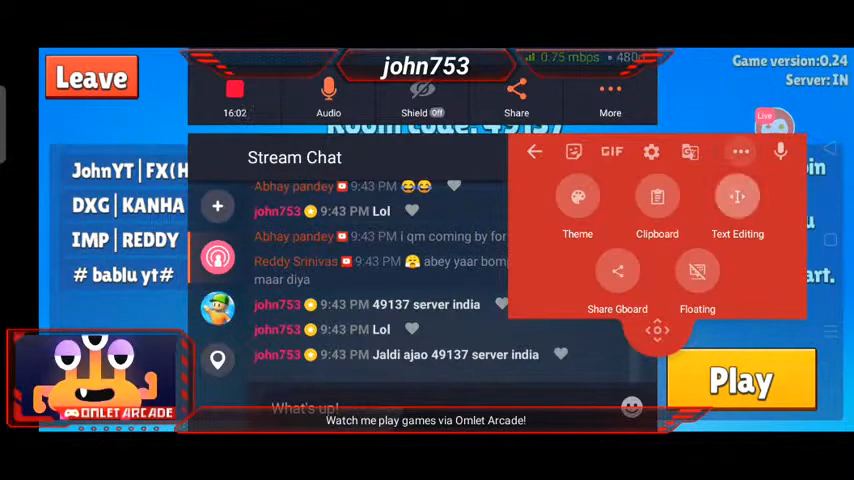 Leave
john753
0.75 mbps • 480
Game version:0.24
Server:IN
16:02
Audio
Shield Off
Share
More
Live
Room code: 49137
Stream Chat
JohnYT | FX(H
DXG | KANHA
IMP | REDDY
# bablu yt#
Abhay pandey 9:43 PM 😂😂
john753 9:43 PM Lol
Abhay pandey 9:43 PM i qm coming by for
Reddy Srinivas 9:43 PM 😤 abey yaar bomp
maar diya
john753 9:43 PM 49137 server india
john753 9:43 PM Lol
john753 9:43 PM Jaldi ajao 49137 server india
What's up!
GIF
Theme
Clipboard
Text Editing
Share Gboard
Floating
Play
OMLET ARCADE
Watch me play games via Omlet Arcade!